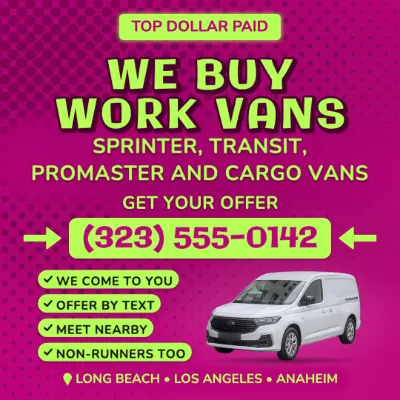 TOP DOLLAR PAID
WE BUY
WORK VANS
SPRINTER, TRANSIT,
PROMASTER AND CARGO VANS
GET YOUR OFFER
(323) 555-0142
WE COME TO YOU
OFFER BY TEXT
MEET NEARBY
NON-RUNNERS TOO
LONG BEACH • LOS ANGELES • ANAHEIM